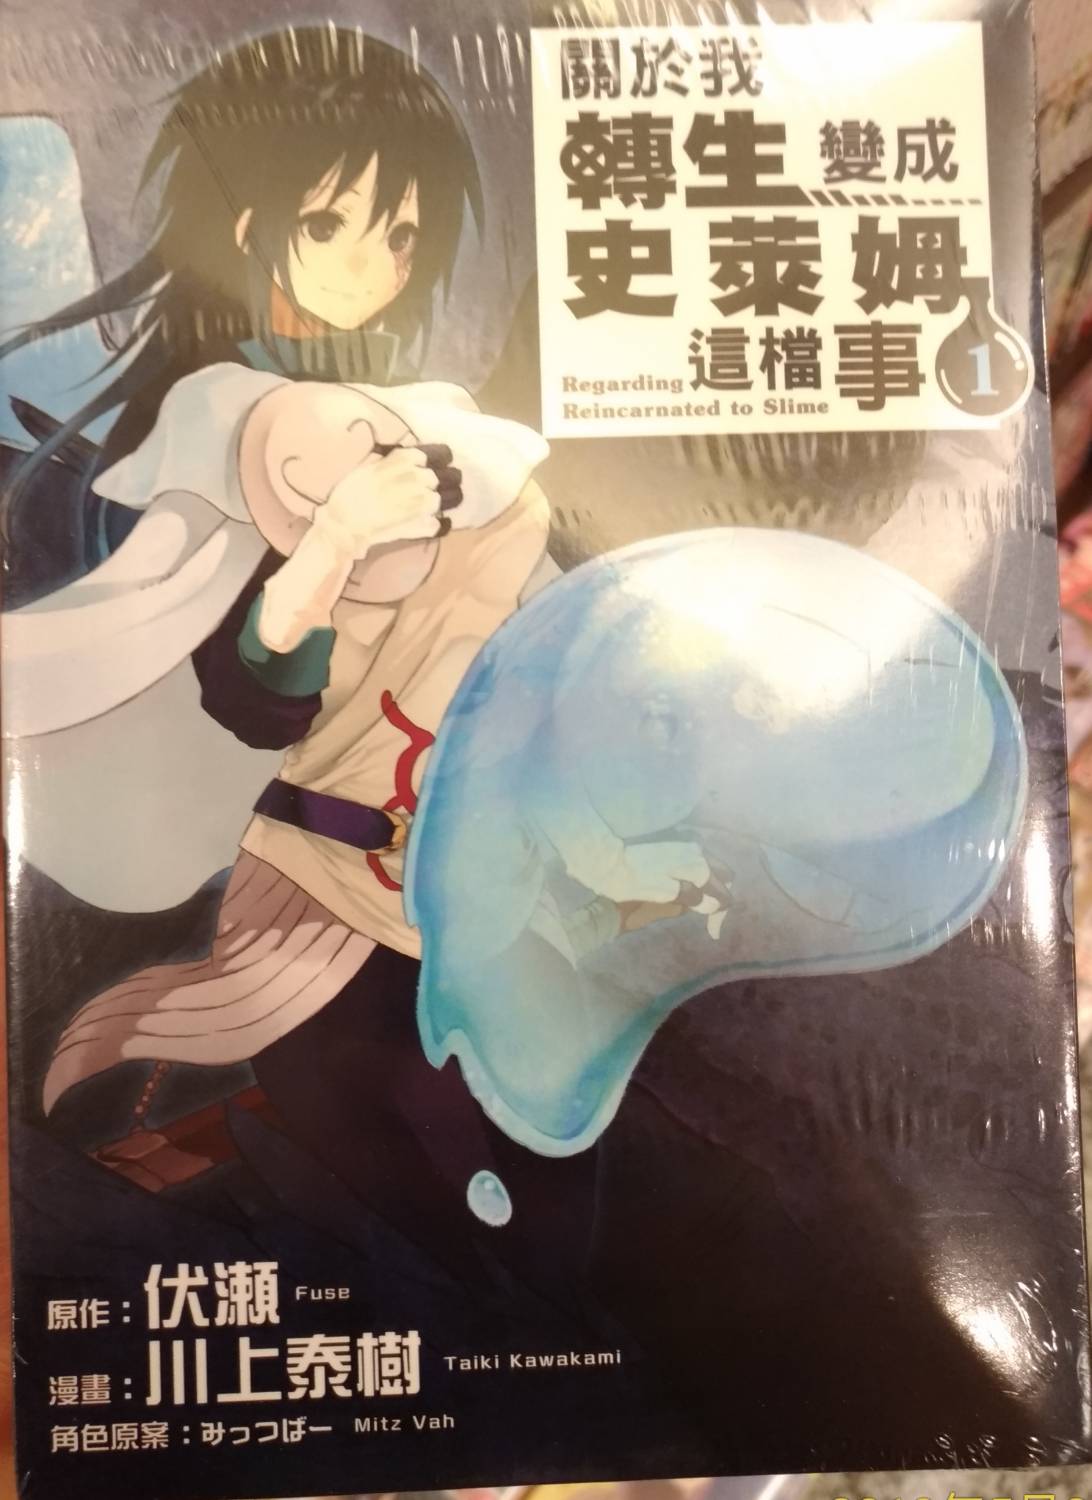 關於我
轉生變成
史萊姆
這檔事
Regarding
Reincarnated to Slime
1
原作：伏瀬 Fuse
漫畫：川上泰樹 Taiki Kawakami
角色原案：みっつばー Mitz Vah